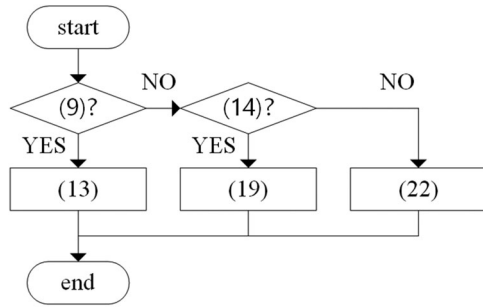 start
NO
NO
(9)?
(14)?
YES
YES
(13)
(19)
(22)
end